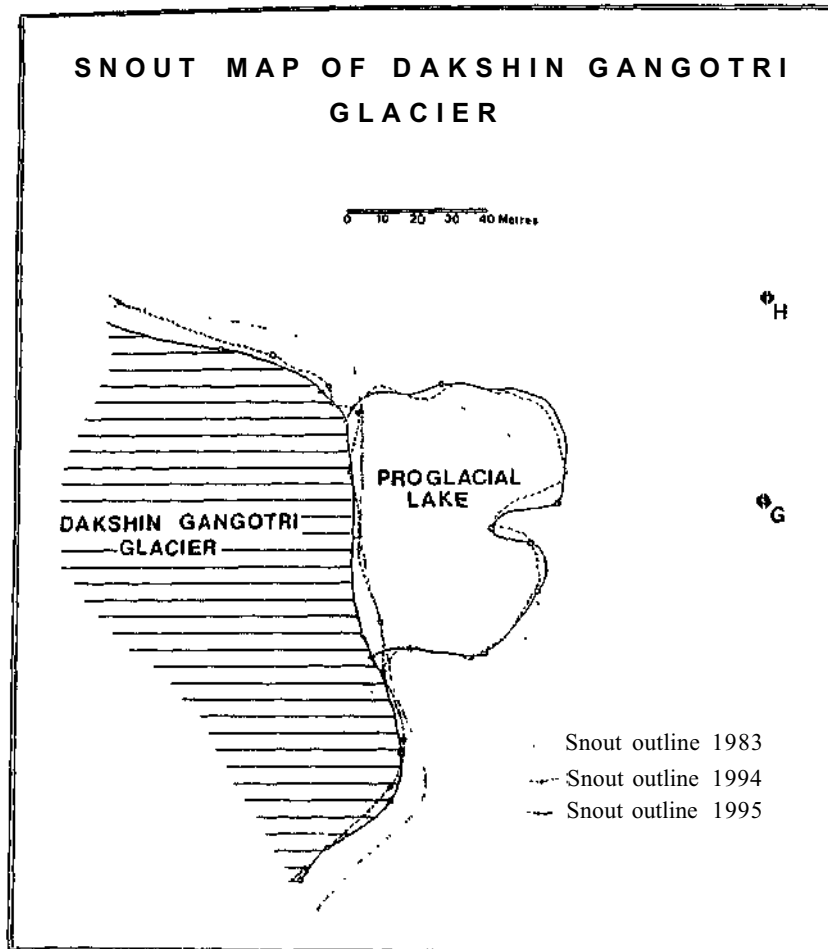 SNOUT MAP OF DAKSHIN GANGOTRI
GLACIER
0 10 20 30 40 Metres
H
PROGLACIAL
LAKE
G
DAKSHIN GANGOTRI
GLACIER
Snout outline 1983
Snout outline 1994
Snout outline 1995